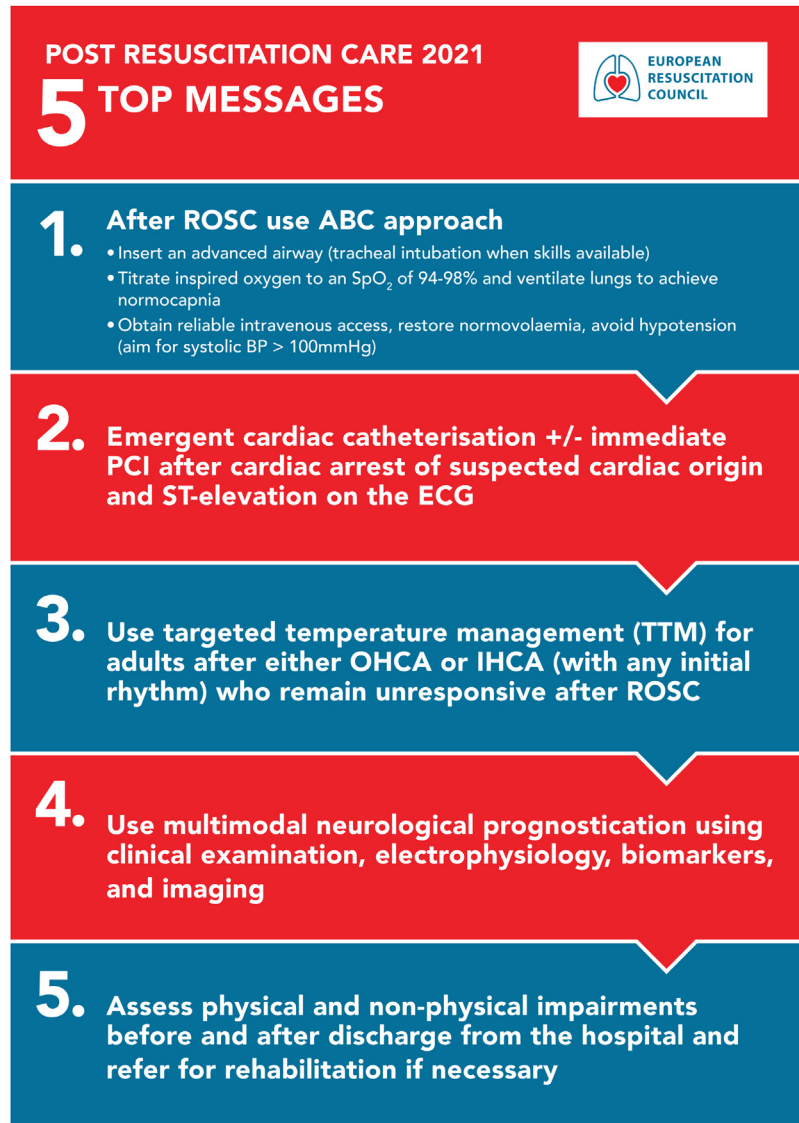 POST RESUSCITATION CARE 2021
5 TOP MESSAGES
EUROPEAN
RESUSCITATION
COUNCIL
1. After ROSC use ABC approach
• Insert an advanced airway (tracheal intubation when skills available)
• Titrate inspired oxygen to an SpO₂ of 94-98% and ventilate lungs to achieve
normocapnia
• Obtain reliable intravenous access, restore normovolaemia, avoid hypotension
(aim for systolic BP > 100mmHg)
2. Emergent cardiac catheterisation +/- immediate
PCI after cardiac arrest of suspected cardiac origin
and ST-elevation on the ECG
3. Use targeted temperature management (TTM) for
adults after either OHCA or IHCA (with any initial
rhythm) who remain unresponsive after ROSC
4. Use multimodal neurological prognostication using
clinical examination, electrophysiology, biomarkers,
and imaging
5. Assess physical and non-physical impairments
before and after discharge from the hospital and
refer for rehabilitation if necessary